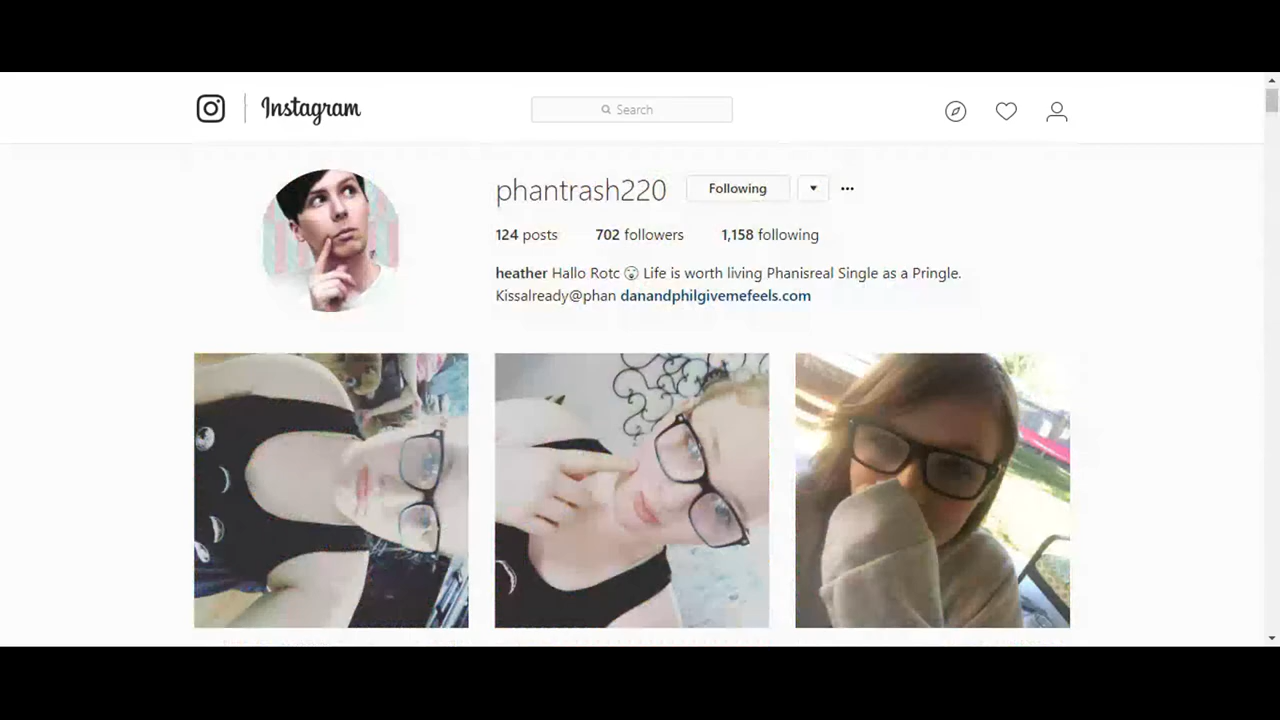 Instagram
Search
phantrash220 Following
124 posts 702 followers 1,158 following
heather Hallo Rotc 😮 Life is worth living Phanisreal Single as a Pringle.
Kissalready@phan danandphilgivemefeels.com